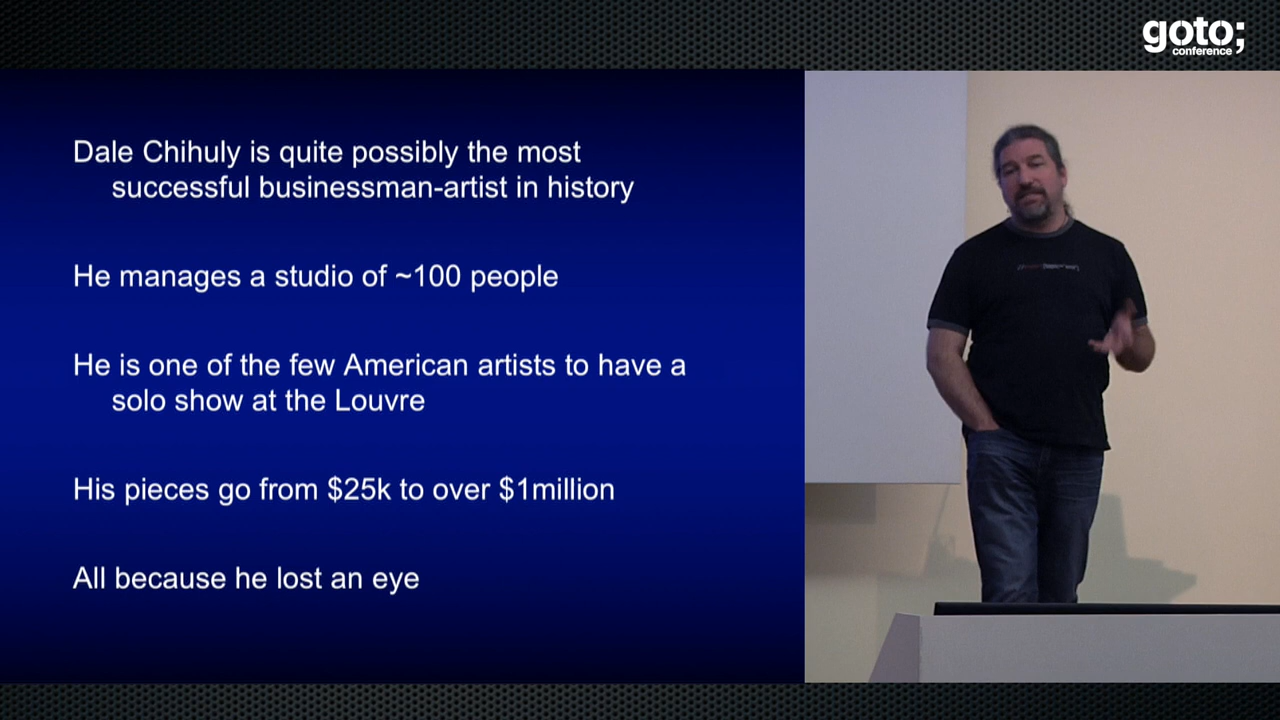 goto;
conference
Dale Chihuly is quite possibly the most
successful businessman-artist in history
He manages a studio of ~100 people
He is one of the few American artists to have a
solo show at the Louvre
His pieces go from $25k to over $1million
All because he lost an eye